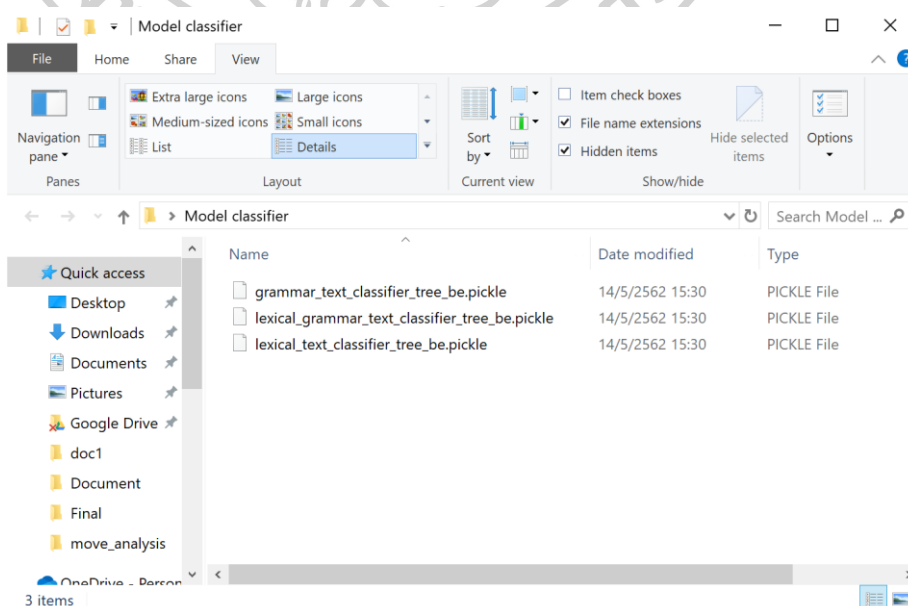 Model classifier
File Home Share View
Extra large icons Large icons
Medium-sized icons Small icons
List Details
Navigation pane
Sort by
Item check boxes
File name extensions
Hidden items
Hide selected items
Options
Panes Layout Current view Show/hide
Model classifier Search Model ...
Name Date modified Type
Quick access
Desktop
Downloads
Documents
Pictures
Google Drive
doc1
Document
Final
move_analysis
OneDrive - Person
grammar_text_classifier_tree_be.pickle 14/5/2562 15:30 PICKLE File
lexical_grammar_text_classifier_tree_be.pickle 14/5/2562 15:30 PICKLE File
lexical_text_classifier_tree_be.pickle 14/5/2562 15:30 PICKLE File
3 items